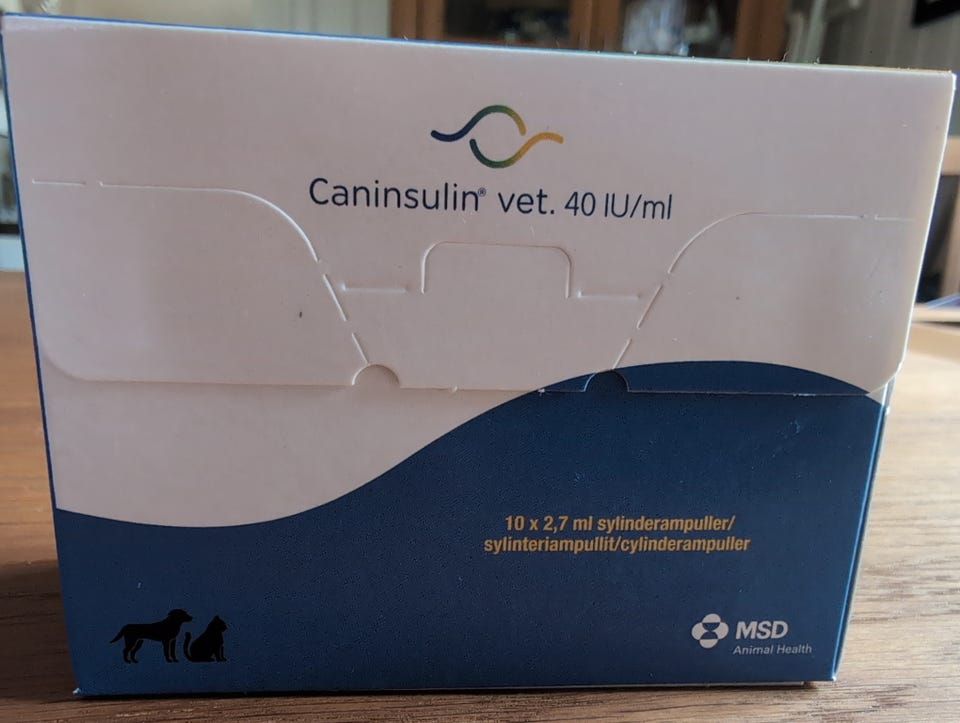 Caninsulin® vet. 40 IU/ml
10 x 2,7 ml sylinderampuller/
sylinteriampullit/cylinderampuller
MSD
Animal Health